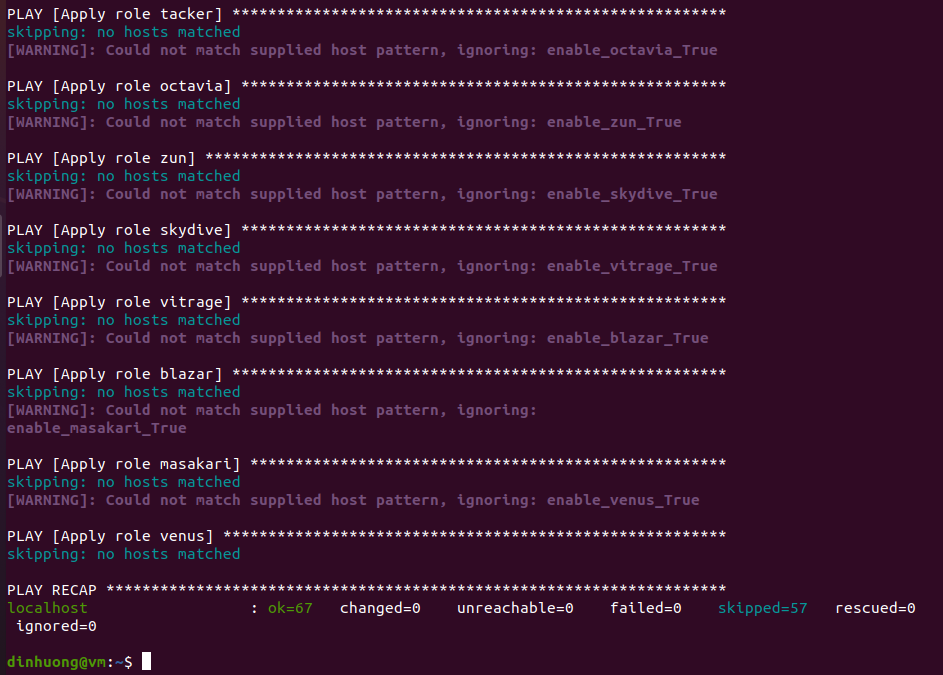 PLAY [Apply role tacker] *******************************************************
skipping: no hosts matched
[WARNING]: Could not match supplied host pattern, ignoring: enable_octavia_True
PLAY [Apply role octavia] ******************************************************
skipping: no hosts matched
[WARNING]: Could not match supplied host pattern, ignoring: enable_zun_True
PLAY [Apply role zun] **********************************************************
skipping: no hosts matched
[WARNING]: Could not match supplied host pattern, ignoring: enable_skydive_True
PLAY [Apply role skydive] ******************************************************
skipping: no hosts matched
[WARNING]: Could not match supplied host pattern, ignoring: enable_vitrage_True
PLAY [Apply role vitrage] ******************************************************
skipping: no hosts matched
[WARNING]: Could not match supplied host pattern, ignoring: enable_blazar_True
PLAY [Apply role blazar] *******************************************************
skipping: no hosts matched
[WARNING]: Could not match supplied host pattern, ignoring:
enable_masakari_True
PLAY [Apply role masakari] *****************************************************
skipping: no hosts matched
[WARNING]: Could not match supplied host pattern, ignoring: enable_venus_True
PLAY [Apply role venus] ********************************************************
skipping: no hosts matched
PLAY RECAP *********************************************************************
localhost                  : ok=67   changed=0    unreachable=0    failed=0    skipped=57   rescued=0
 ignored=0
dinhuong@vm:~$